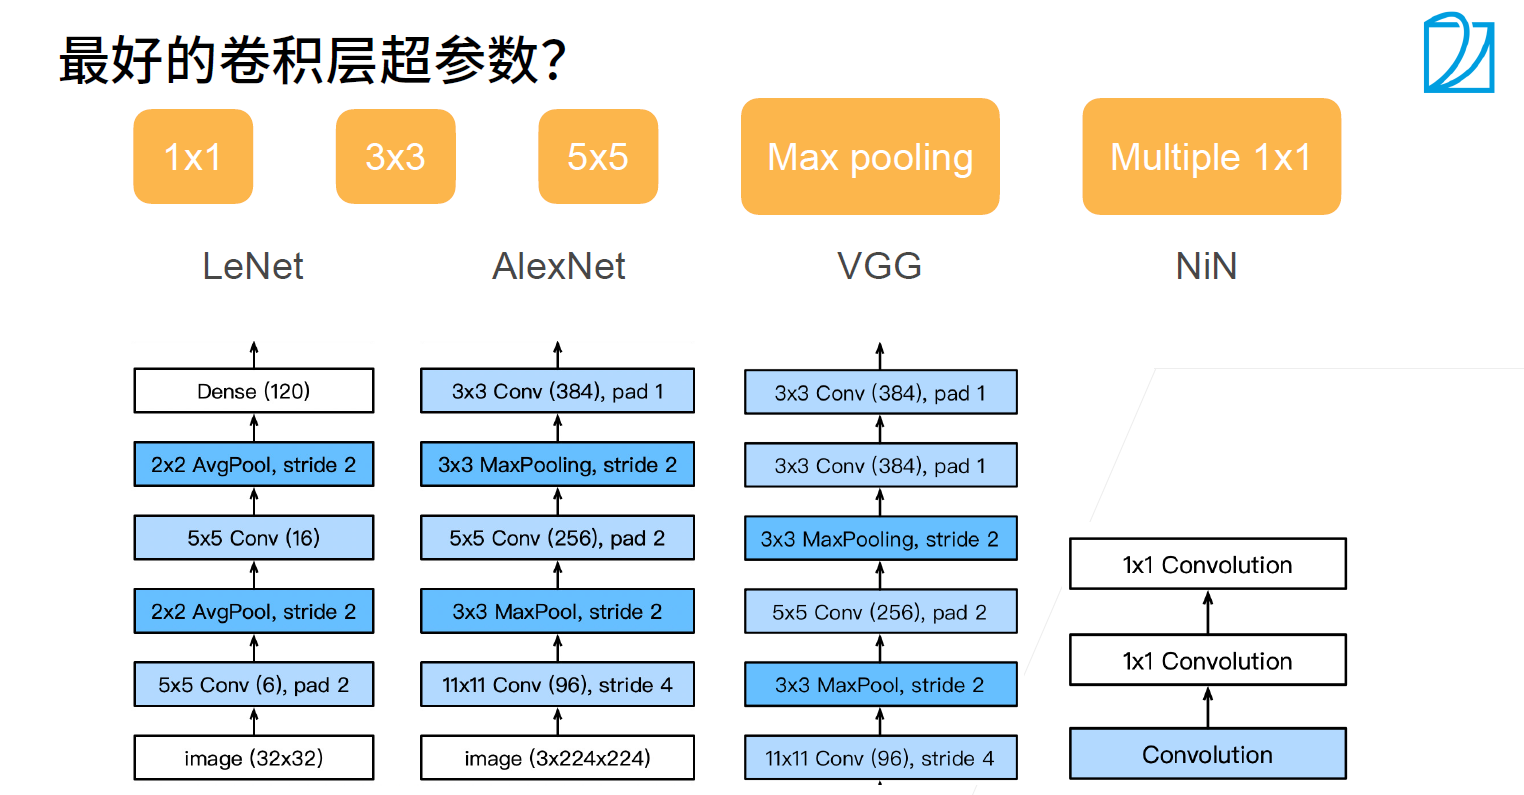 最好的卷积层超参数？
1x1
3x3
5x5
Max pooling
Multiple 1x1
LeNet
AlexNet
VGG
NiN
Dense (120)
2x2 AvgPool, stride 2
5x5 Conv (16)
2x2 AvgPool, stride 2
5x5 Conv (6), pad 2
image (32x32)
3x3 Conv (384), pad 1
3x3 MaxPooling, stride 2
5x5 Conv (256), pad 2
3x3 MaxPool, stride 2
11x11 Conv (96), stride 4
image (3x224x224)
3x3 Conv (384), pad 1
3x3 Conv (384), pad 1
3x3 MaxPooling, stride 2
5x5 Conv (256), pad 2
3x3 MaxPool, stride 2
11x11 Conv (96), stride 4
1x1 Convolution
1x1 Convolution
Convolution